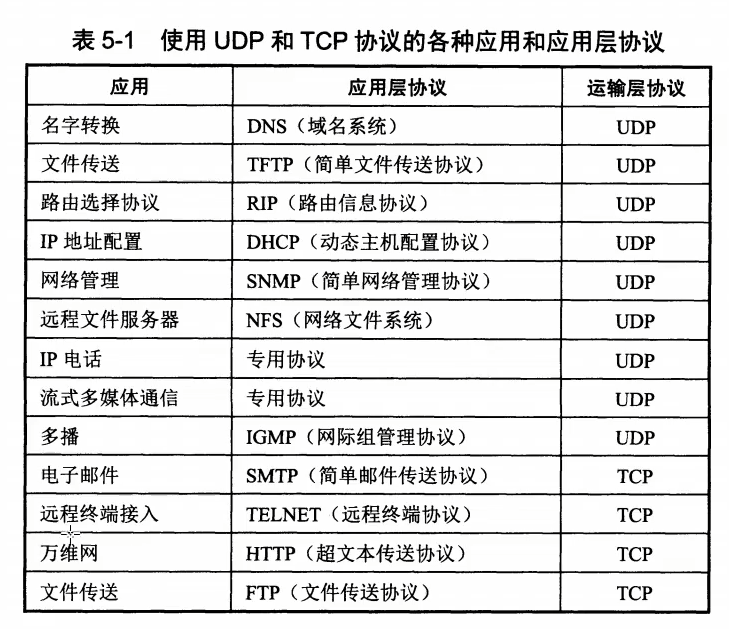 表 5-1 使用 UDP 和 TCP 协议的各种应用和应用层协议
应用 应用层协议 运输层协议
名字转换 DNS（域名系统） UDP
文件传送 TFTP（简单文件传送协议） UDP
路由选择协议 RIP（路由信息协议） UDP
IP 地址配置 DHCP（动态主机配置协议） UDP
网络管理 SNMP（简单网络管理协议） UDP
远程文件服务器 NFS（网络文件系统） UDP
IP 电话 专用协议 UDP
流式多媒体通信 专用协议 UDP
多播 IGMP（网际组管理协议） UDP
电子邮件 SMTP（简单邮件传送协议） TCP
远程终端接入 TELNET（远程终端协议） TCP
万维网 HTTP（超文本传送协议） TCP
文件传送 FTP（文件传送协议） TCP